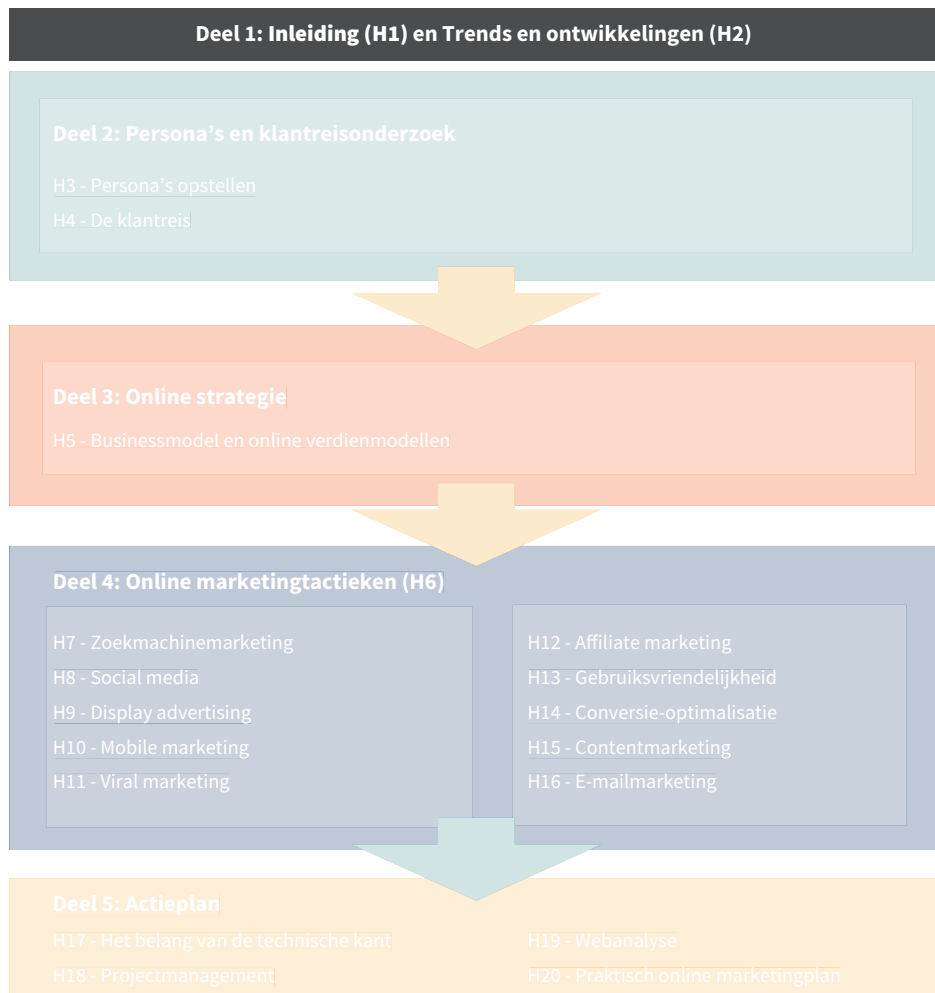 Deel 1: Inleiding (H1) en Trends en ontwikkelingen (H2)
Deel 2: Persona’s en klantreisonderzoek
H3 - Persona’s opstellen
H4 - De klantreis
Deel 3: Online strategie
H5 - Businessmodel en online verdienmodellen
Deel 4: Online marketingtactieken (H6)
H7 - Zoekmachinemarketing
H8 - Social media
H9 - Display advertising
H10 - Mobile marketing
H11 - Viral marketing
H12 - Affiliate marketing
H13 - Gebruiksvriendelijkheid
H14 - Conversie-optimalisatie
H15 - Contentmarketing
H16 - E-mailmarketing
Deel 5: Actieplan
H17 - Het belang van de technische kant
H18 - Projectmanagement
H19 - Webanalyse
H20 - Praktisch online marketingplan